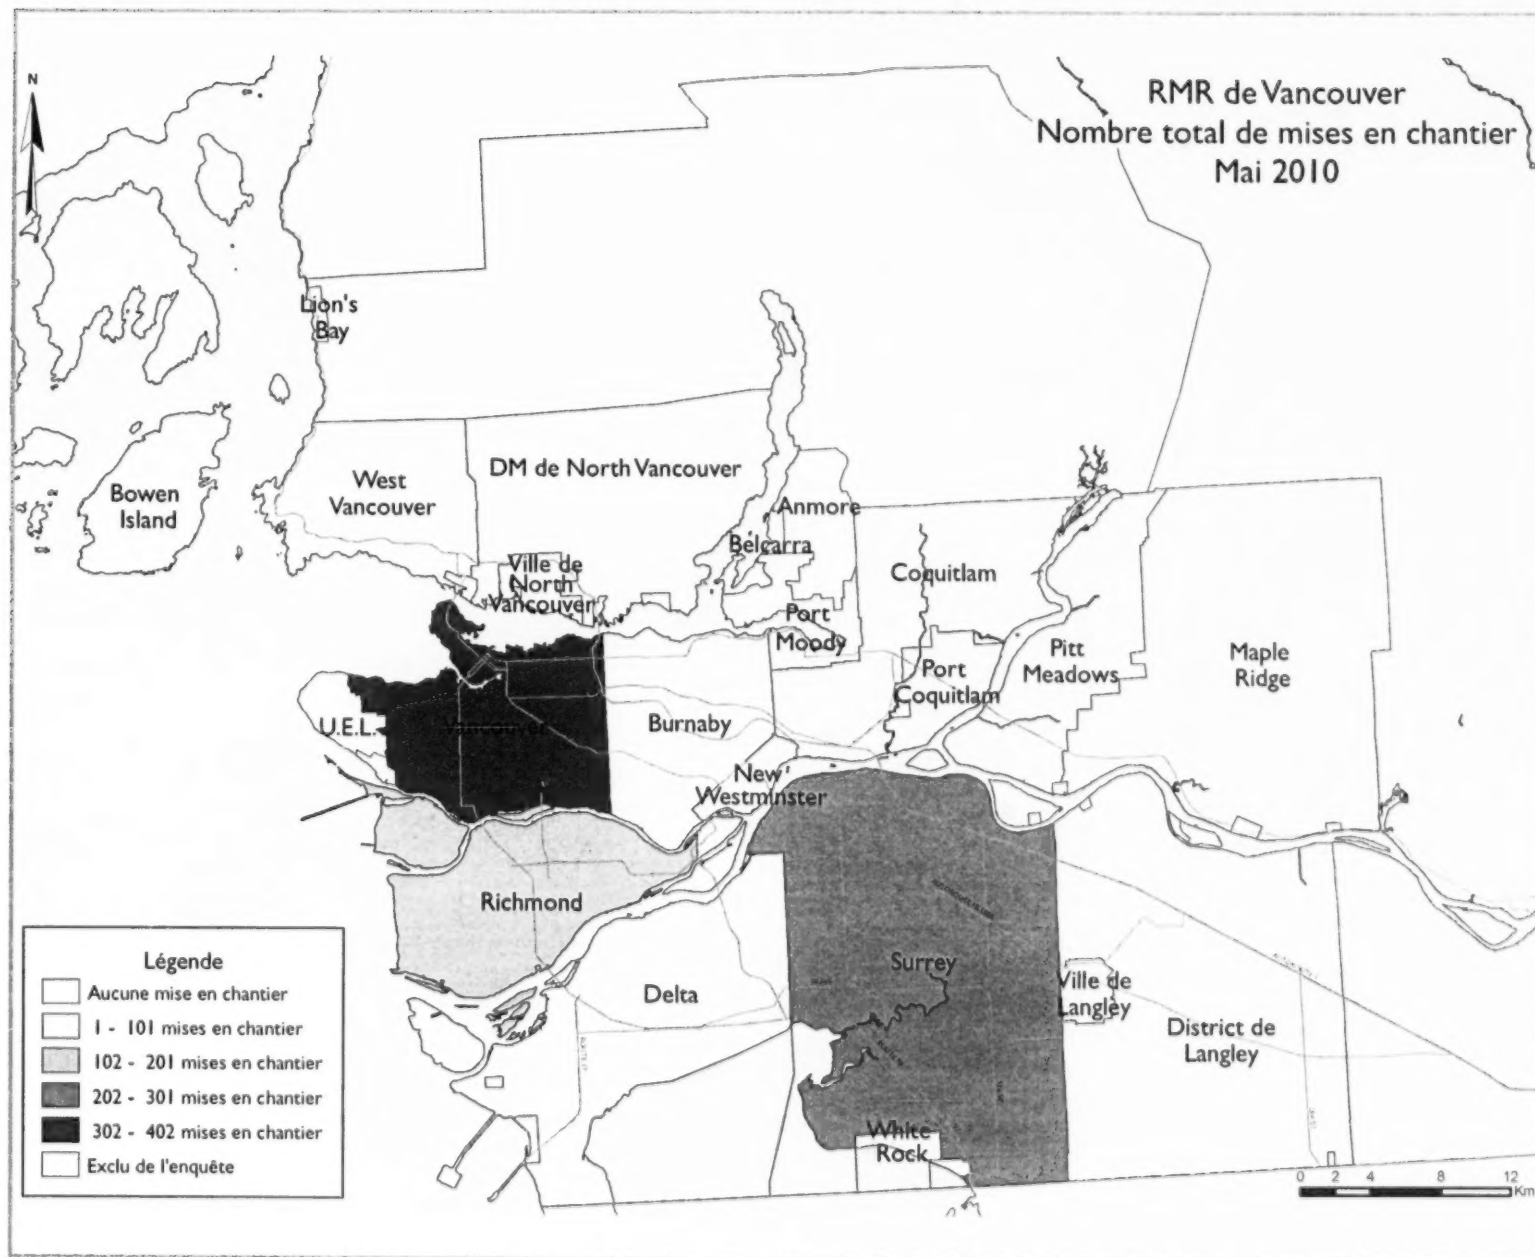 N
RMR de Vancouver
Nombre total de mises en chantier
Mai 2010
Lion's
Bay
Bowen
Island
West
Vancouver
DM de North Vancouver
Anmore
Belcarra
Ville de
North
Vancouver
Coquitlam
Port
Moody
Port
Coquitlam
Pitt
Meadows
Maple
Ridge
U.E.L.
Vancouver
Burnaby
New
Westminster
Richmond
Surrey
Delta
Ville de
Langley
District de
Langley
White
Rock
Légende
Aucune mise en chantier
1 - 101 mises en chantier
102 - 201 mises en chantier
202 - 301 mises en chantier
302 - 402 mises en chantier
Exclu de l'enquête
0 2 4 8 12
Km